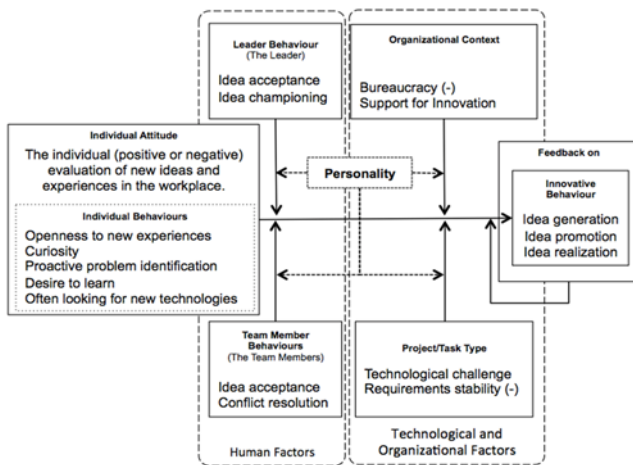 Leader Behaviour
(The Leader)
Idea acceptance
Idea championing
Organizational Context
Bureaucracy (-)
Support for Innovation
Individual Attitude
The individual (positive or negative)
evaluation of new ideas and
experiences in the workplace.
Individual Behaviours
Openness to new experiences
Curiosity
Proactive problem identification
Desire to learn
Often looking for new technologies
Personality
Feedback on
Innovative
Behaviour
Idea generation
Idea promotion
Idea realization
Team Member
Behaviours
(The Team Members)
Idea acceptance
Conflict resolution
Project/Task Type
Technological challenge
Requirements stability (-)
Human Factors
Technological and
Organizational Factors